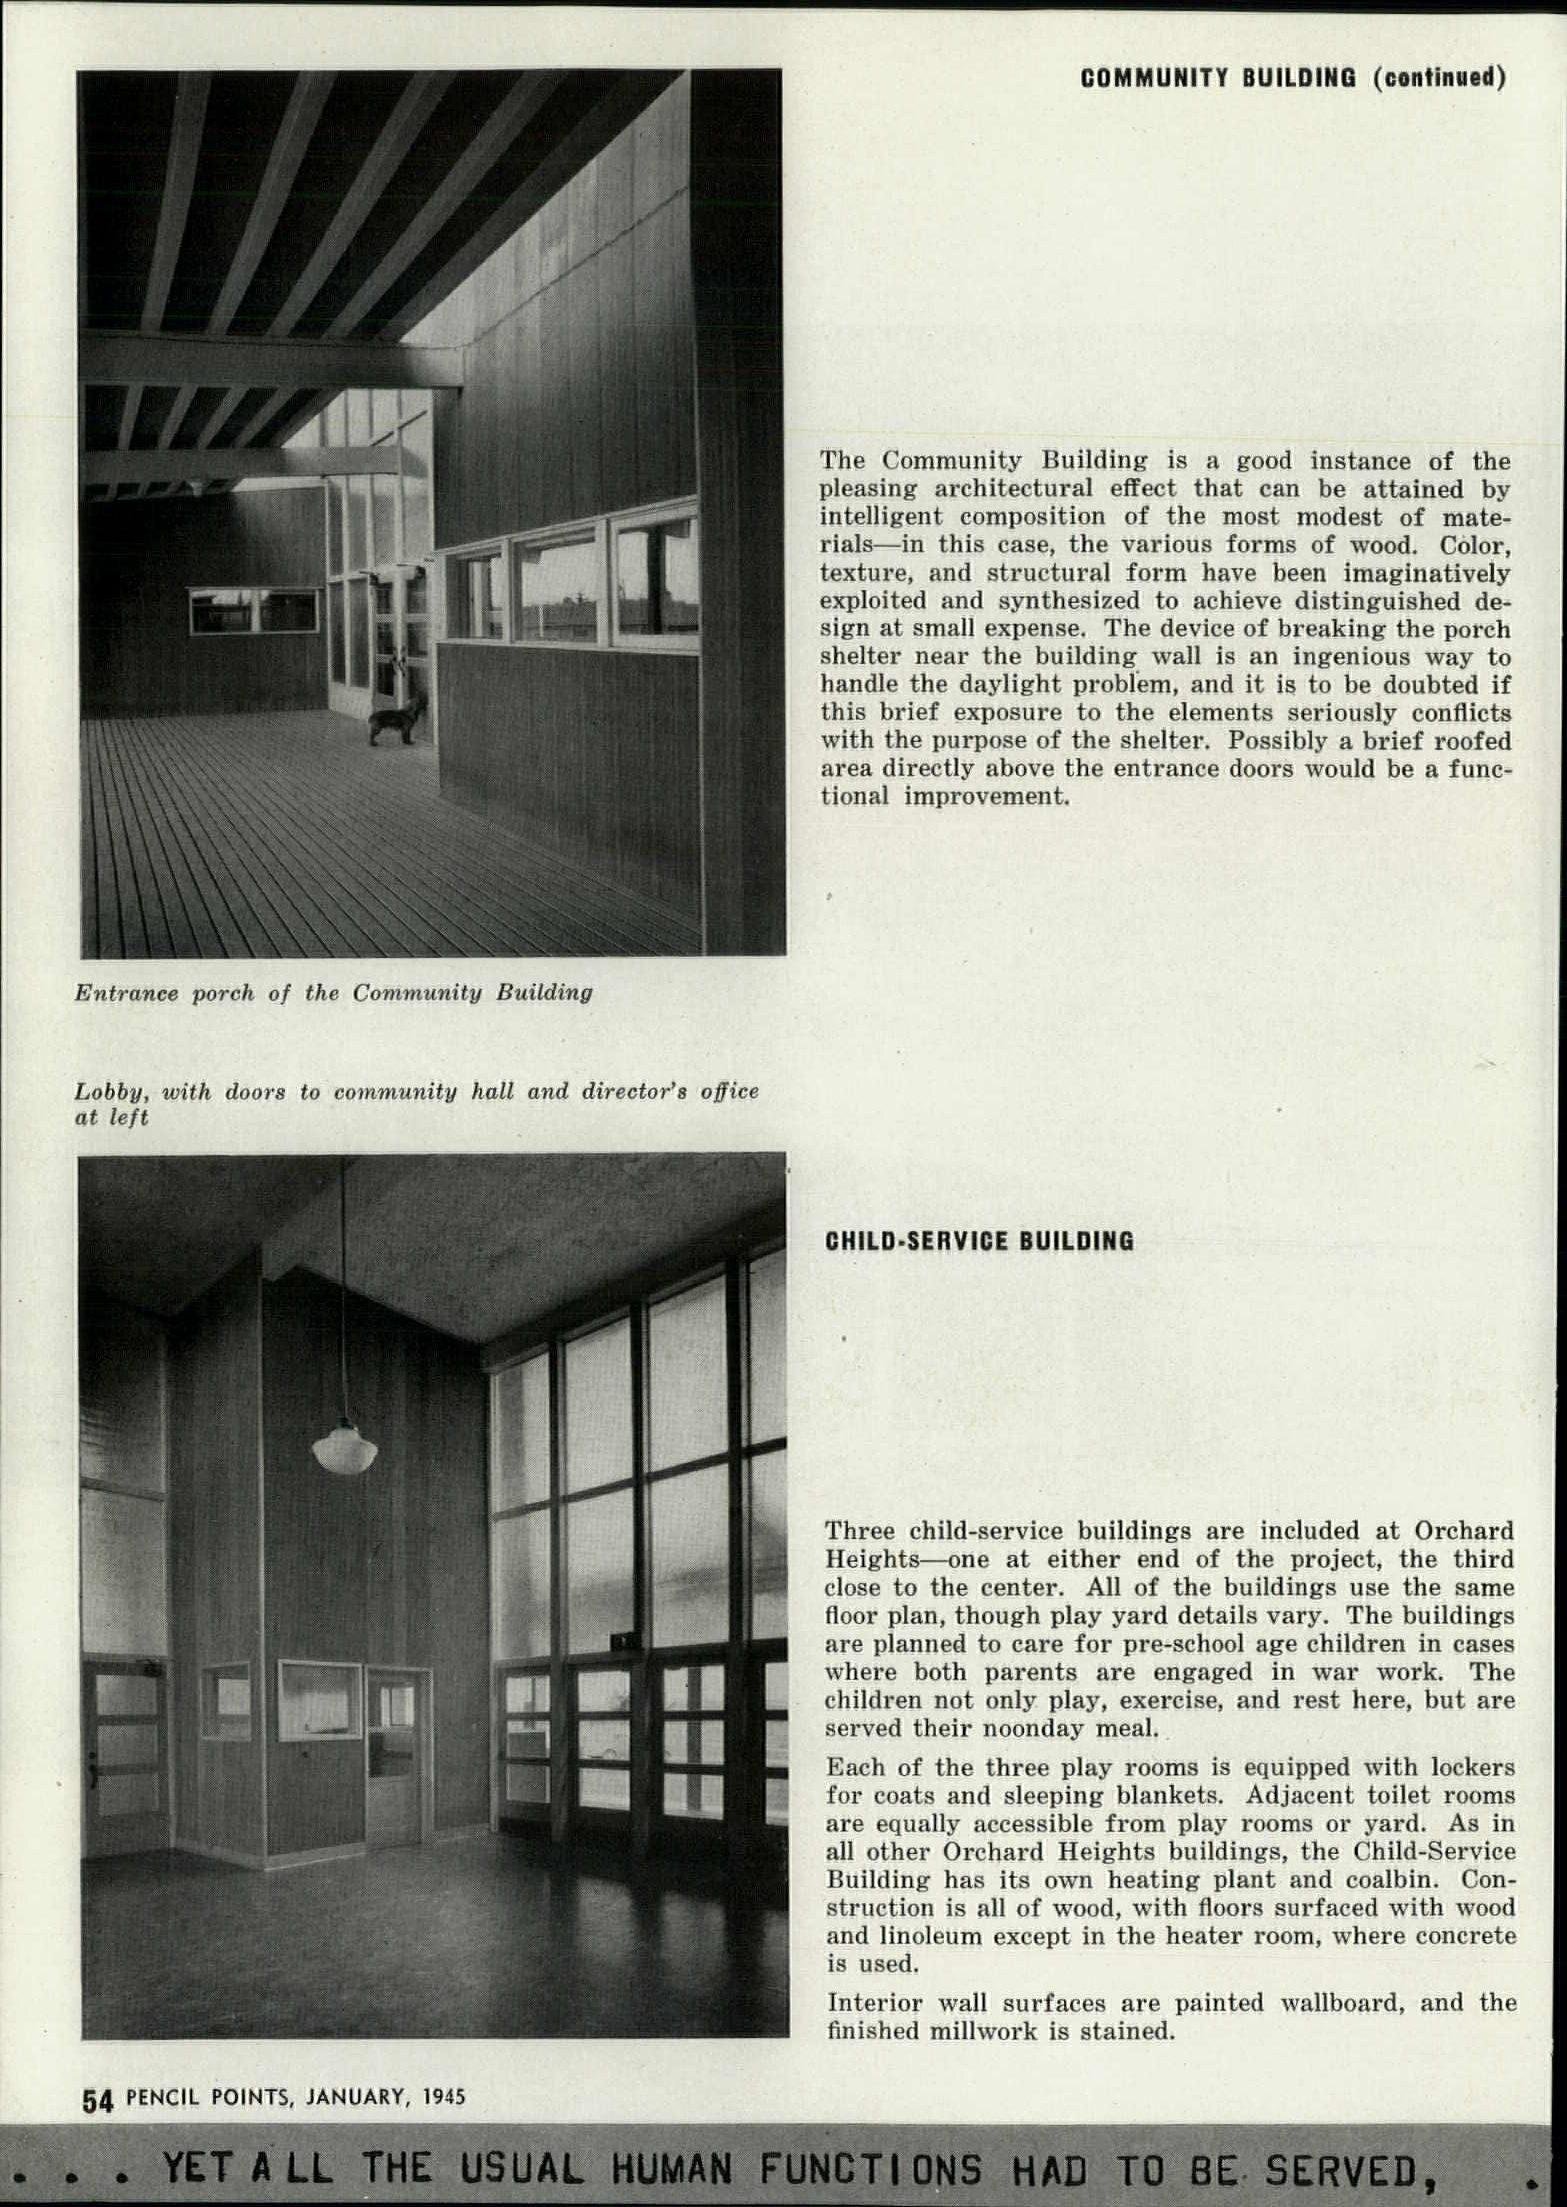 COMMUNITY BUILDING (continued)
The Community Building is a good instance of the
pleasing architectural effect that can be attained by
intelligent composition of the most modest of mate-
rials—in this case, the various forms of wood. Color,
texture, and structural form have been imaginatively
exploited and synthesized to achieve distinguished de-
sign at small expense. The device of breaking the porch
shelter near the building wall is an ingenious way to
handle the daylight problem, and it is to be doubted if
this brief exposure to the elements seriously conflicts
with the purpose of the shelter. Possibly a brief roofed
area directly above the entrance doors would be a func-
tional improvement.
Entrance porch of the Community Building
Lobby, with doors to community hall and director's office
at left
CHILD-SERVICE BUILDING
Three child-service buildings are included at Orchard
Heights—one at either end of the project, the third
close to the center. All of the buildings use the same
floor plan, though play yard details vary. The buildings
are planned to care for pre-school age children in cases
where both parents are engaged in war work. The
children not only play, exercise, and rest here, but are
served their noonday meal.
Each of the three play rooms is equipped with lockers
for coats and sleeping blankets. Adjacent toilet rooms
are equally accessible from play rooms or yard. As in
all other Orchard Heights buildings, the Child-Service
Building has its own heating plant and coalbin. Con-
struction is all of wood, with floors surfaced with wood
and linoleum except in the heater room, where concrete
is used.
Interior wall surfaces are painted wallboard, and the
finished millwork is stained.
54 PENCIL POINTS, JANUARY, 1945
. . . YET ALL THE USUAL HUMAN FUNCTIONS HAD TO BE SERVED, .